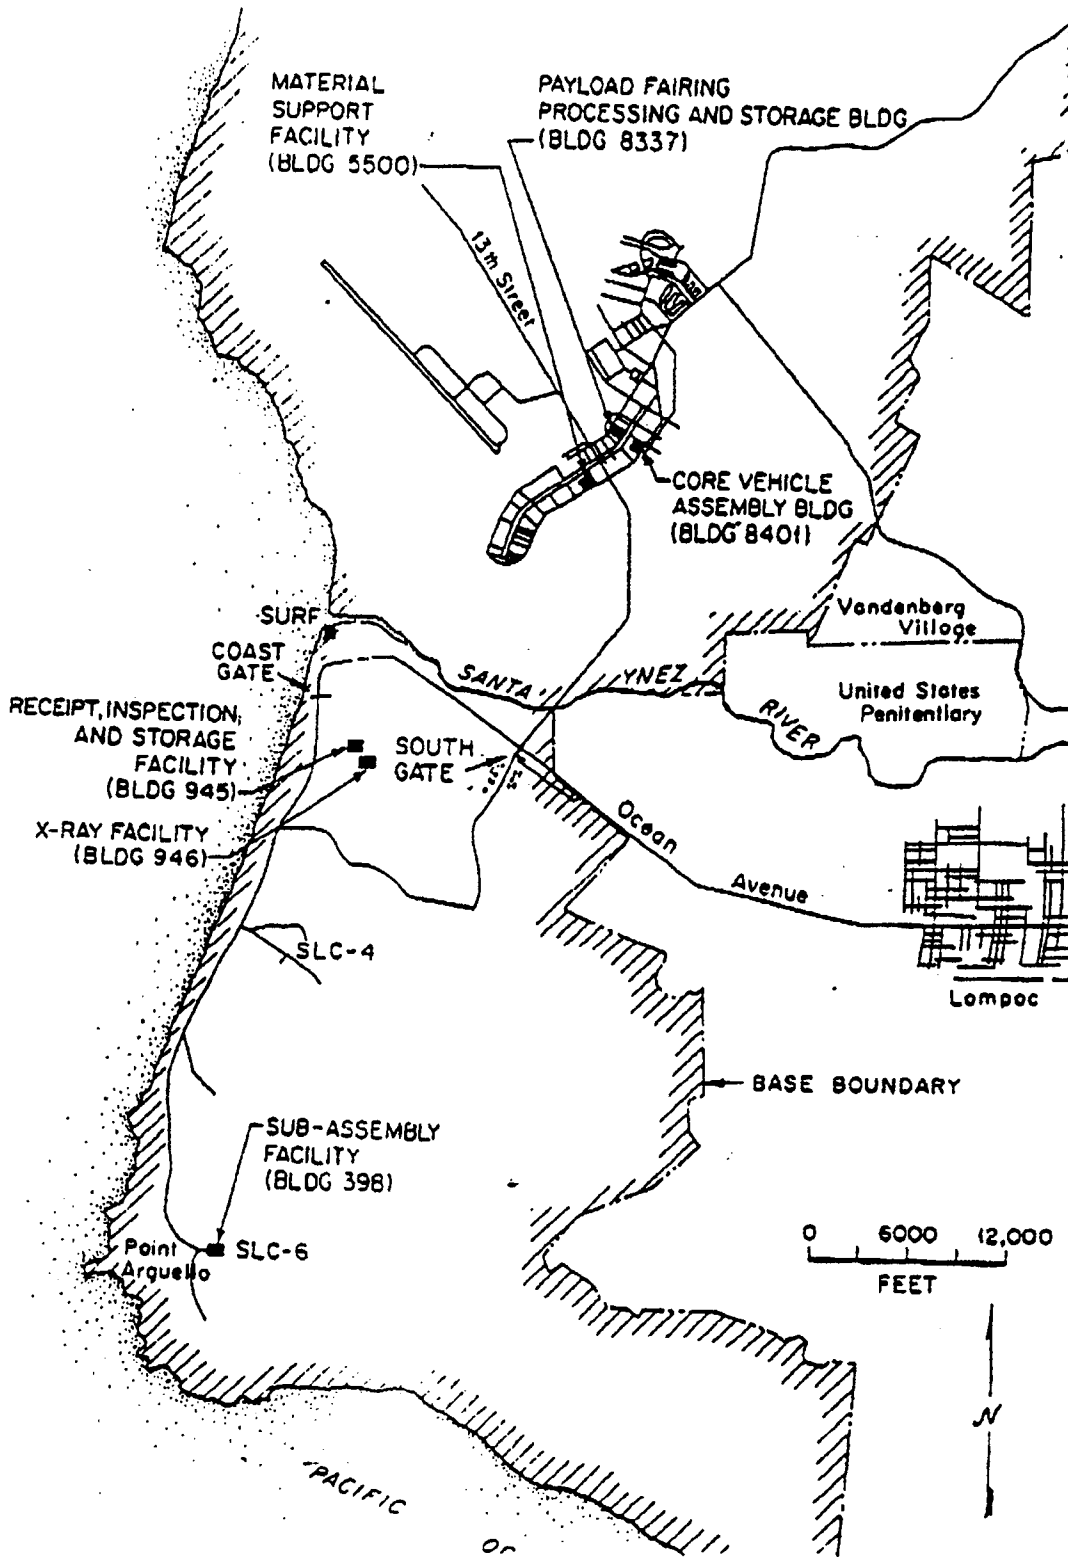 MATERIAL
SUPPORT
FACILITY
(BLDG 5500)
PAYLOAD FAIRING
PROCESSING AND STORAGE BLDG
(BLDG 8337)
13th Street
CORE VEHICLE
ASSEMBLY BLDG
(BLDG 8401)
SURF
COAST
GATE
SANTA YNEZ
RIVER
Vandenberg
Village
United States
Penitentiary
RECEIPT, INSPECTION,
AND STORAGE
FACILITY
(BLDG 945)
SOUTH
GATE
X-RAY FACILITY
(BLDG 946)
Ocean
Avenue
SLC-4
Lompoc
BASE BOUNDARY
SUB-ASSEMBLY
FACILITY
(BLDG 398)
SLC-6
Point
Arguello
0 6000 12,000
FEET
N
PACIFIC